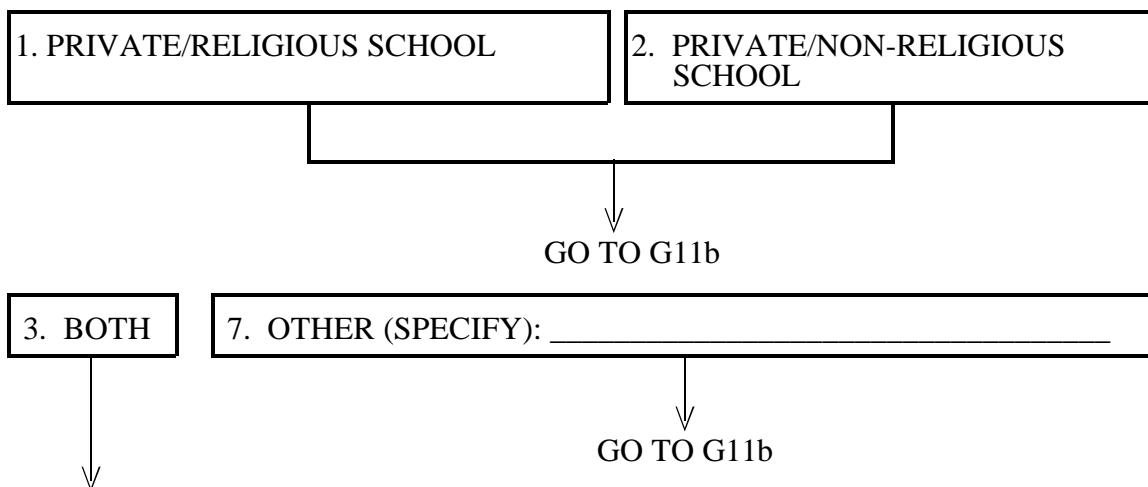 1. PRIVATE/RELIGIOUS SCHOOL
2. PRIVATE/NON-RELIGIOUS
SCHOOL
GO TO G11b
3. BOTH
7. OTHER (SPECIFY): ___________________________________
GO TO G11b